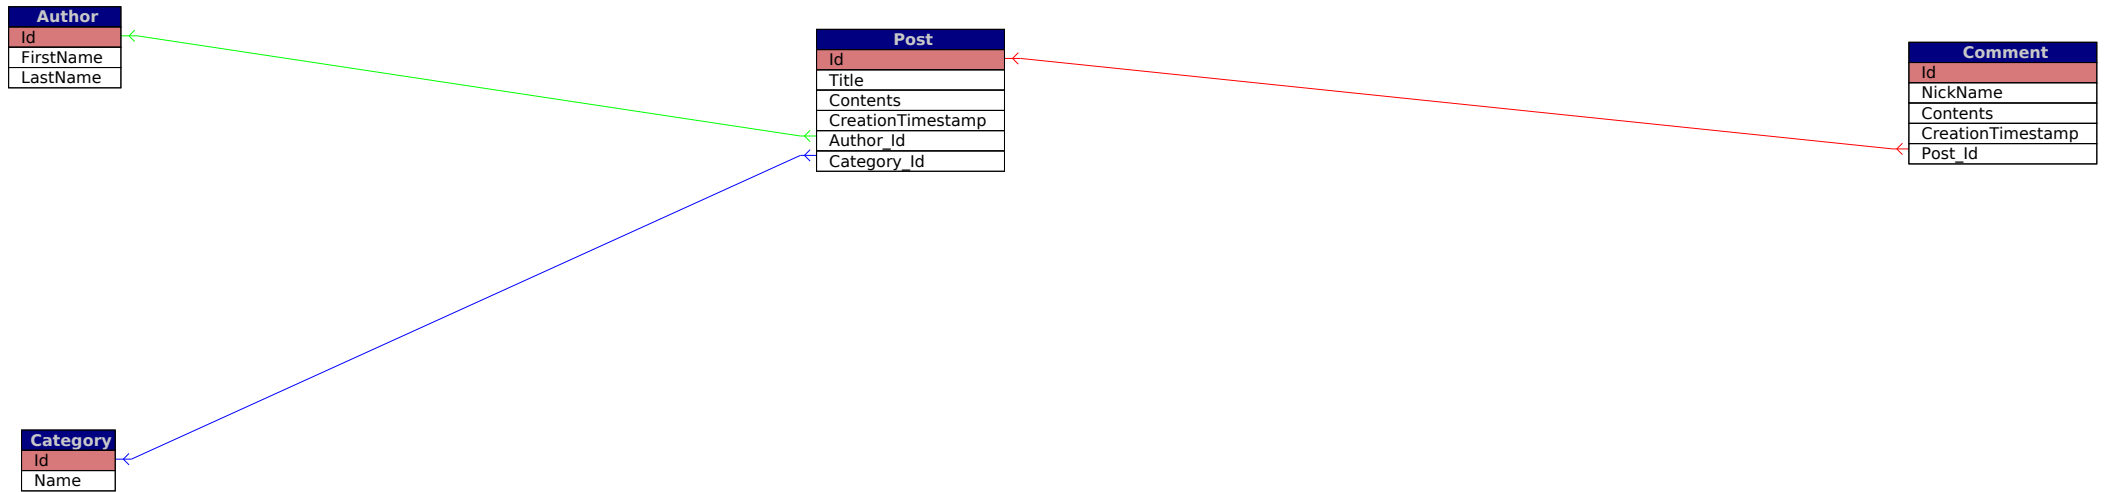 Author
Id
FirstName
LastName
Post
Id
Title
Contents
CreationTimestamp
Author_Id
Category_Id
Comment
Id
NickName
Contents
CreationTimestamp
Post_Id
Category
Id
Name